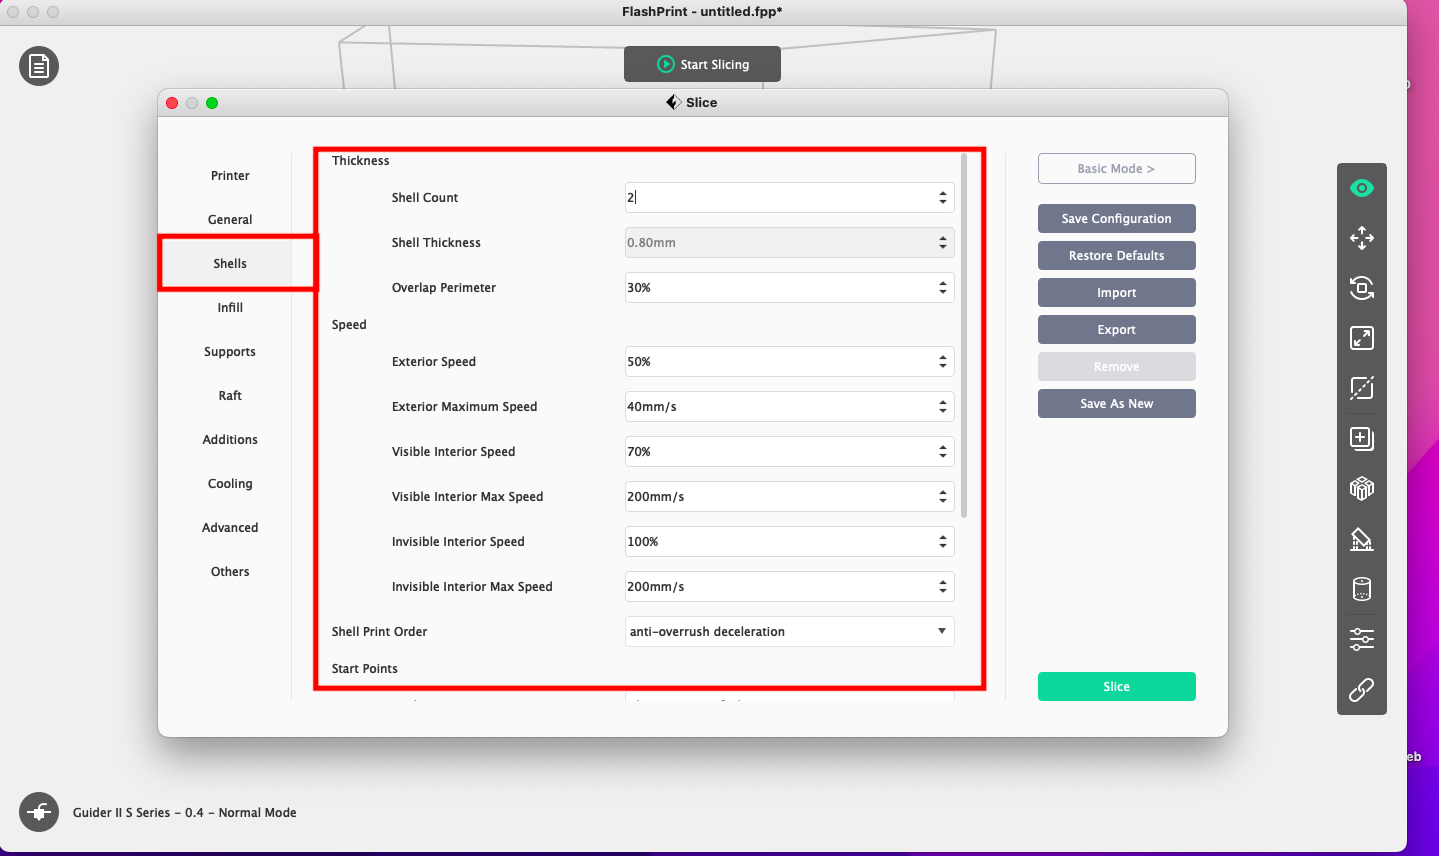 FlashPrint - untitled.fpp*
Start Slicing
Slice
Printer
General
Shells
Infill
Supports
Raft
Additions
Cooling
Advanced
Others
Thickness
Shell Count 2
Shell Thickness 0.80mm
Overlap Perimeter 30%
Speed
Exterior Speed 50%
Exterior Maximum Speed 40mm/s
Visible Interior Speed 70%
Visible Interior Max Speed 200mm/s
Invisible Interior Speed 100%
Invisible Interior Max Speed 200mm/s
Shell Print Order anti-overrush deceleration
Start Points
Basic Mode >
Save Configuration
Restore Defaults
Import
Export
Remove
Save As New
Slice
eb
Guider II S Series - 0.4 - Normal Mode